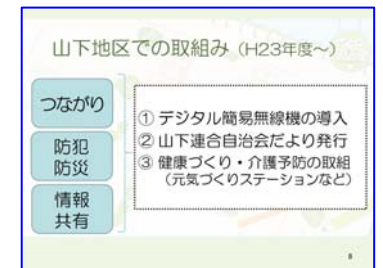 山下地区での取組み（H23年度～）
つながり
防犯
防災
情報
共有
① デジタル簡易無線機の導入
② 山下連合自治会だより発行
③ 健康づくり・介護予防の取組
（元気づくりステーションなど）
8